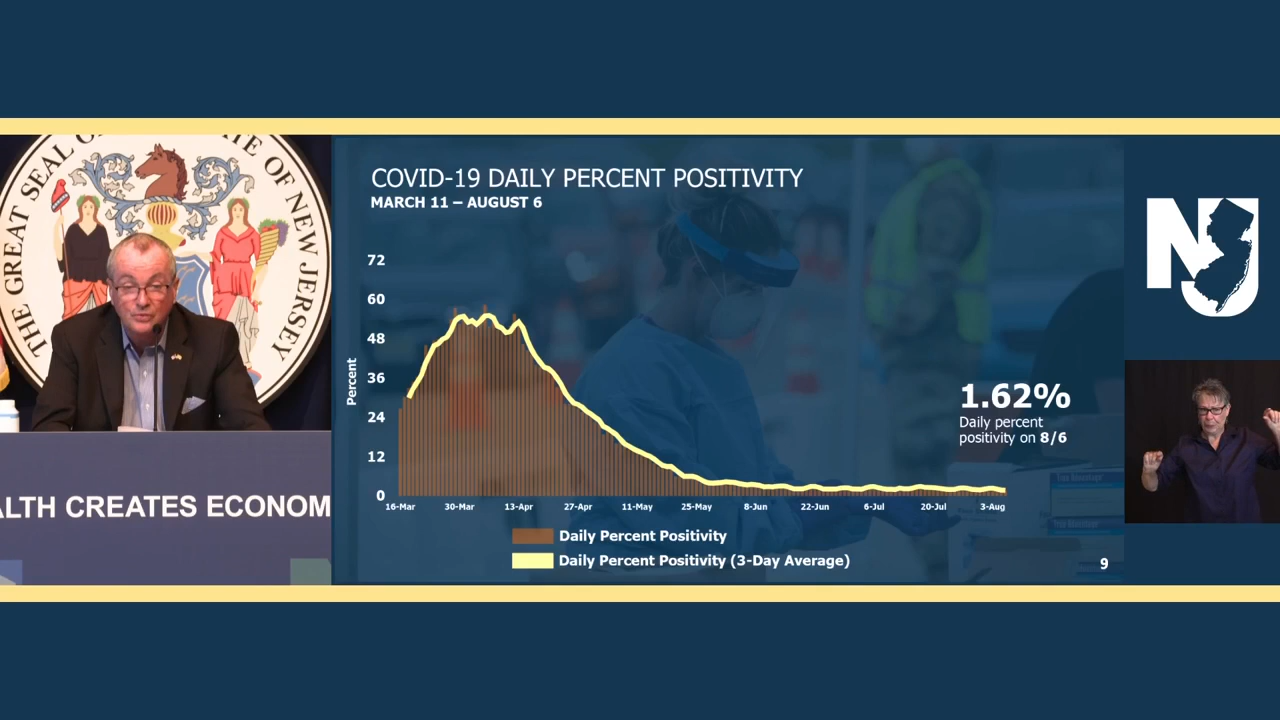 THE GREAT SEAL OF THE STATE OF NEW JERSEY
ALTH CREATES ECONOM
COVID-19 DAILY PERCENT POSITIVITY
MARCH 11 – AUGUST 6
Percent
72
60
48
36
24
12
0
16-Mar 30-Mar 13-Apr 27-Apr 11-May 25-May 8-Jun 22-Jun 6-Jul 20-Jul 3-Aug
1.62%
Daily percent
positivity on 8/6
Daily Percent Positivity
Daily Percent Positivity (3-Day Average)
9
NJ